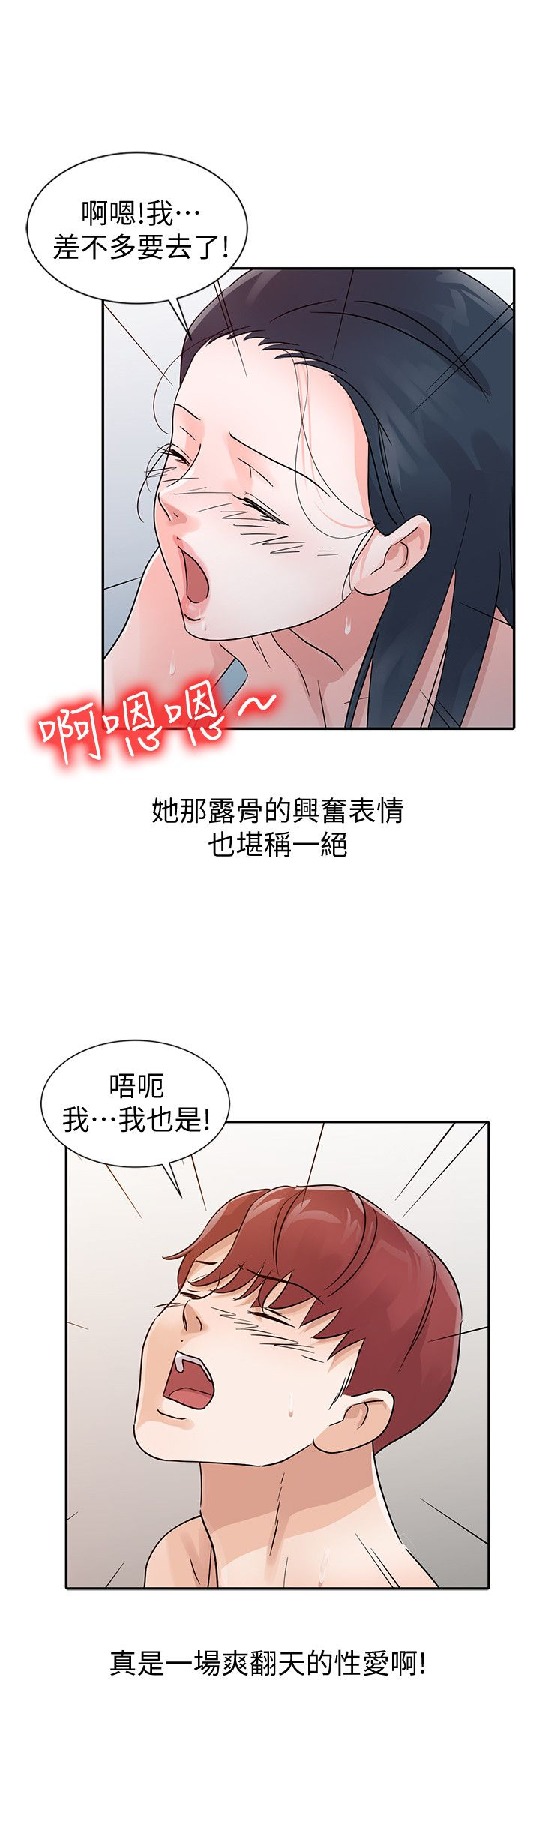 啊嗯!我…
差不多要去了!
啊嗯嗯~
她那露骨的興奮表情
也堪稱一絕
唔呃
我…我也是!
真是一場爽翻天的性愛啊!